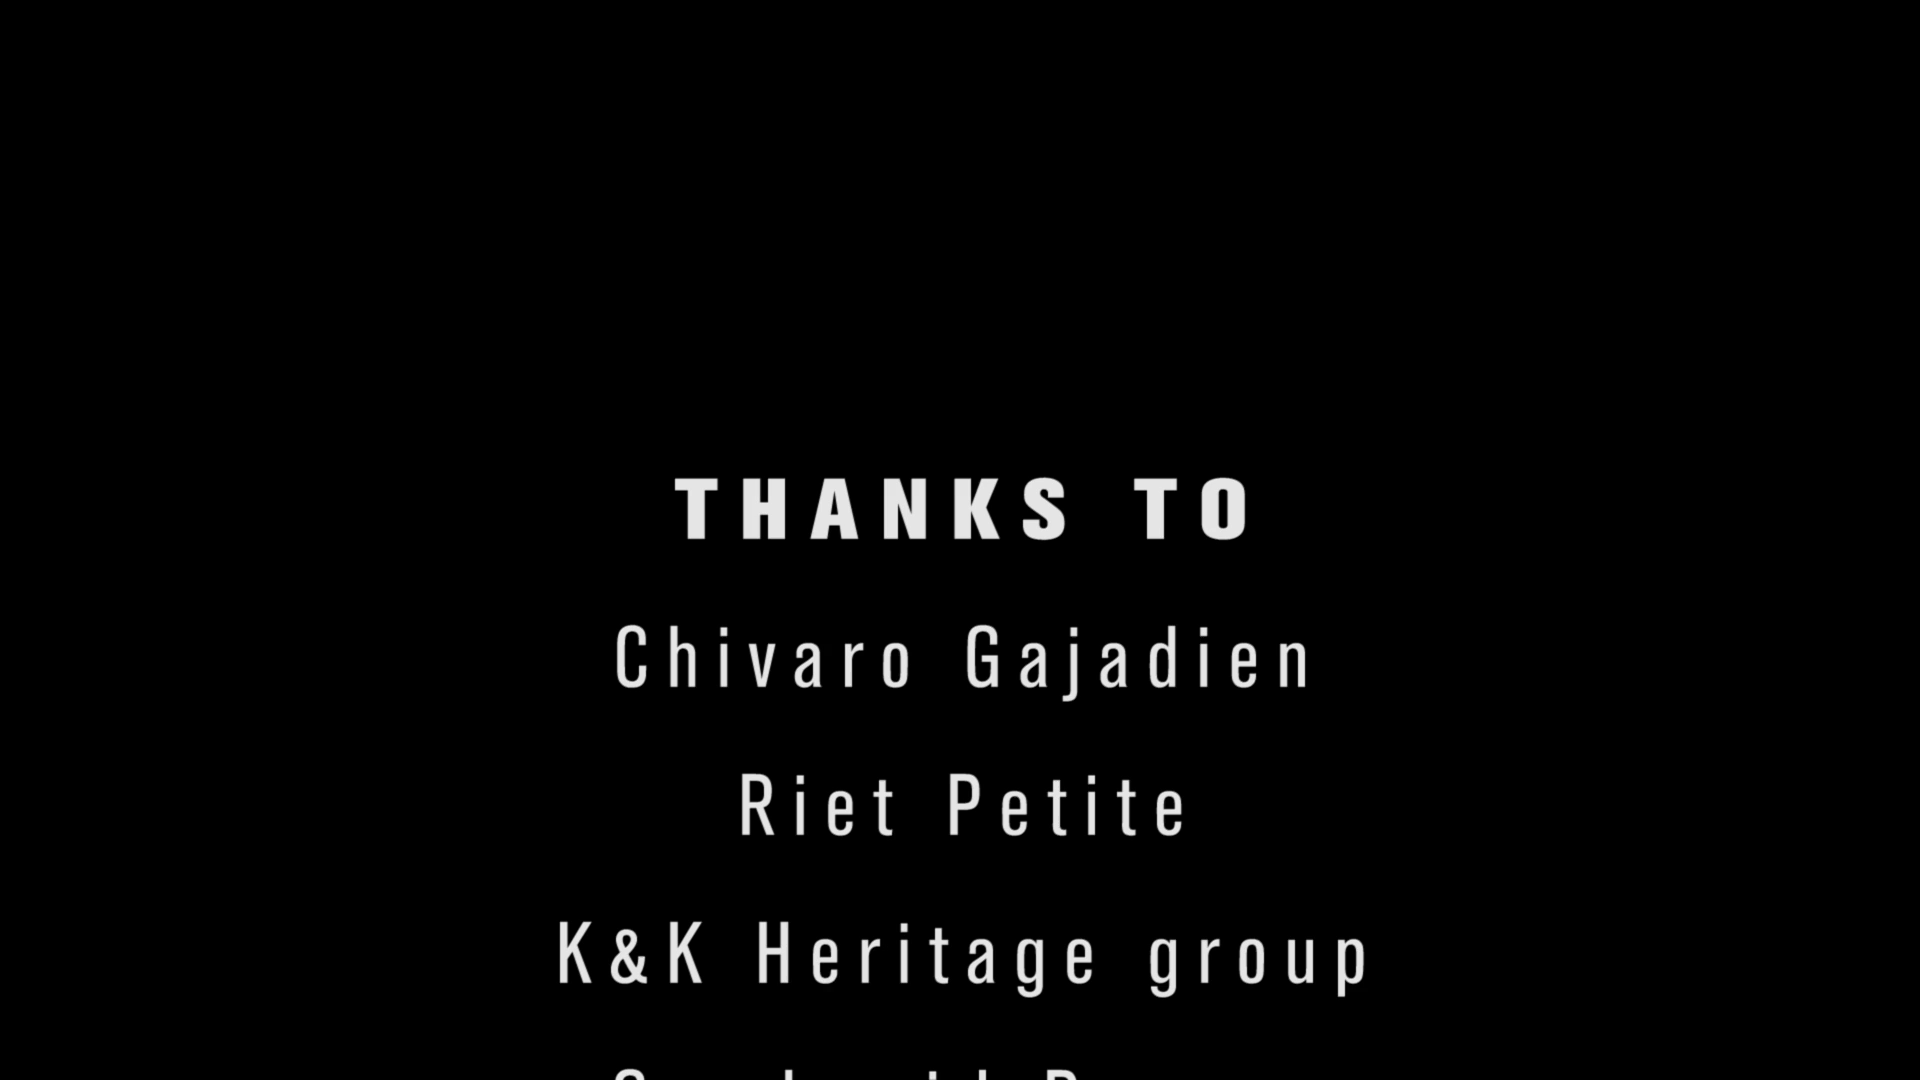 THANKS TO
Chivaro Gajadien
Riet Petite
K&K Heritage group